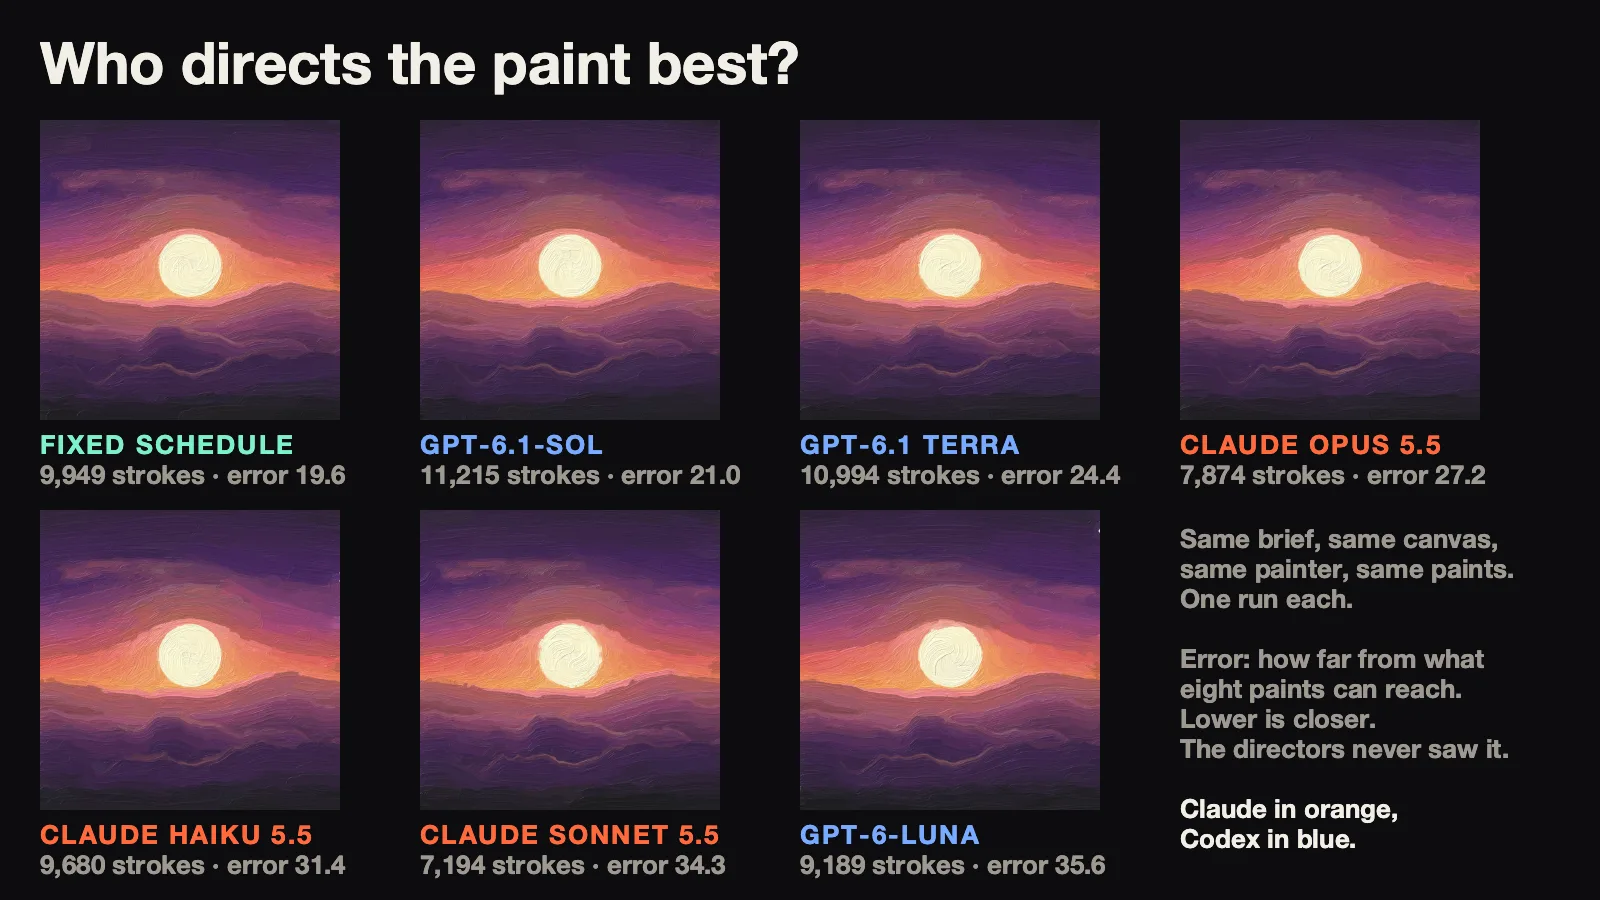 Who directs the paint best?
FIXED SCHEDULE
9,949 strokes · error 19.6
GPT-6.1-SOL
11,215 strokes · error 21.0
GPT-6.1 TERRA
10,994 strokes · error 24.4
CLAUDE OPUS 5.5
7,874 strokes · error 27.2
CLAUDE HAIKU 5.5
9,680 strokes · error 31.4
CLAUDE SONNET 5.5
7,194 strokes · error 34.3
GPT-6-LUNA
9,189 strokes · error 35.6
Same brief, same canvas,
same painter, same paints.
One run each.
Error: how far from what
eight paints can reach.
Lower is closer.
The directors never saw it.
Claude in orange,
Codex in blue.